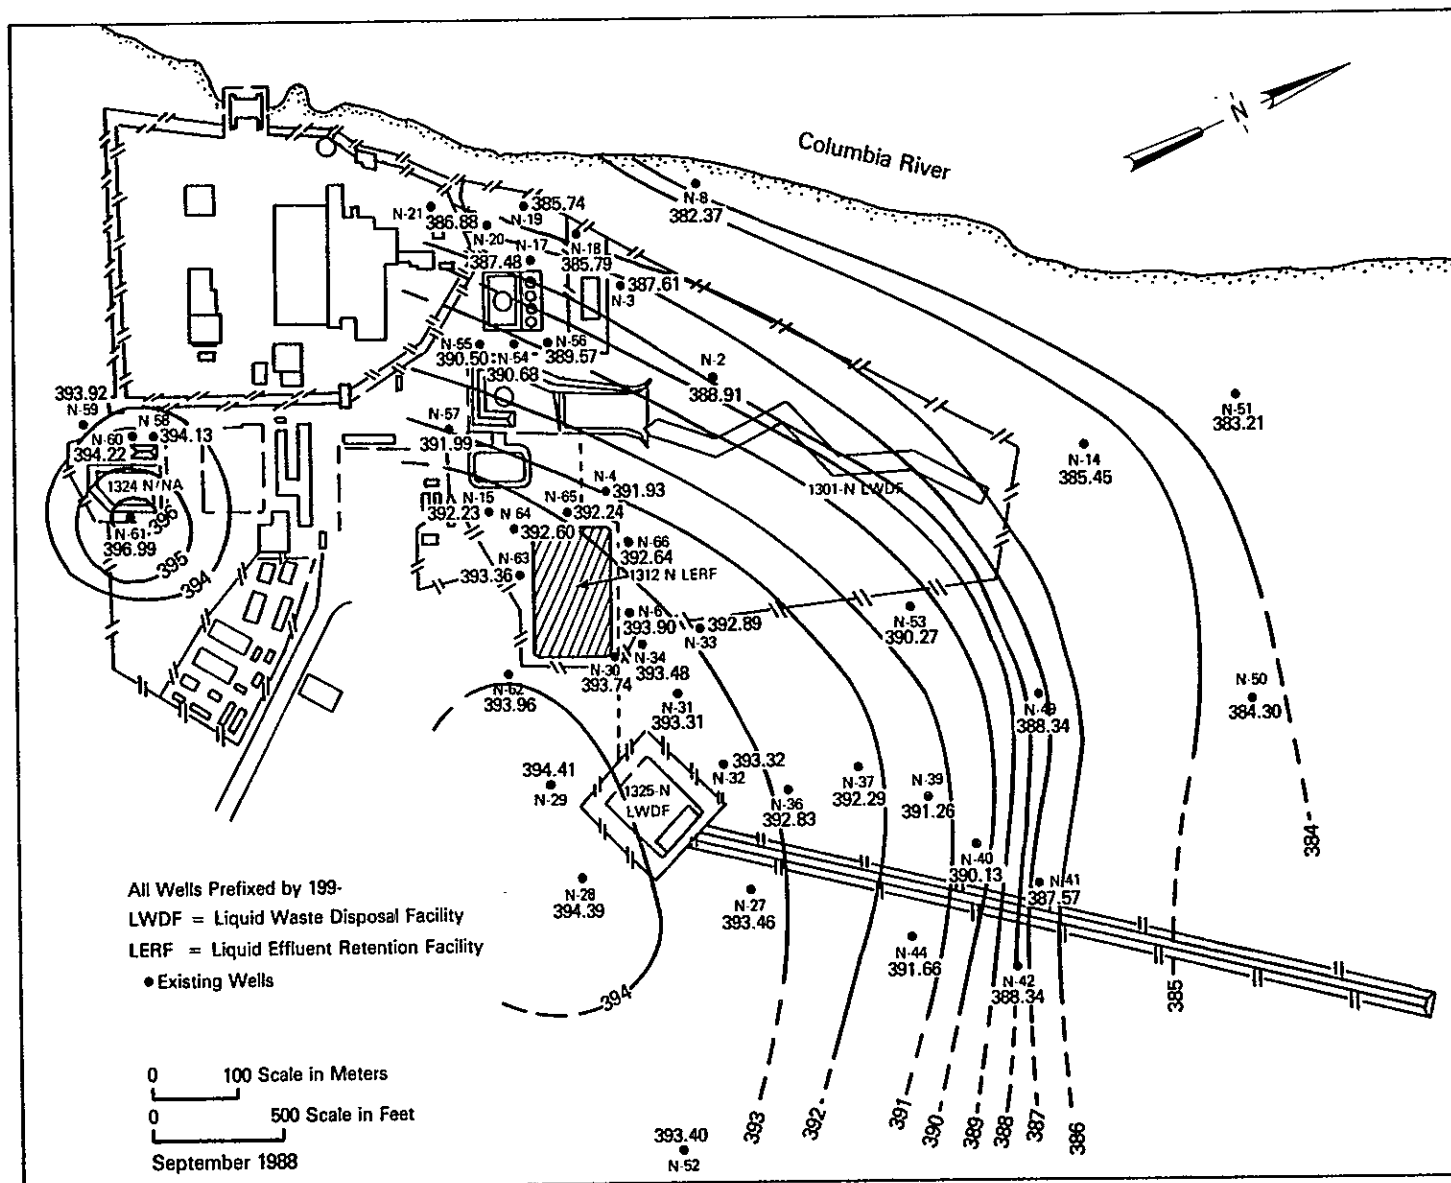 N
Columbia River
N-8
382.37
N-21
386.88
N-19
385.74
N-20
387.48
N-17
N-18
385.79
387.61
N-3
N-55
390.50
N-54
390.68
N-56
389.57
N-2
388.91
N-51
383.21
393.92
N-59
N-58
394.13
N-60
394.22
N-57
391.99
N-14
385.45
1324 N/NA
N-61
396.99
396
395
394
N-15
392.23
N-4
391.93
1301-N LWDF
N-64
392.60
N-65
392.24
N-66
392.64
N-63
393.36
1312 N LERF
N-6
393.90
392.89
N-33
N-53
390.27
N-34
393.48
N-30
393.74
N-62
393.96
N-31
393.31
N-49
388.34
N-50
384.30
394.41
N-29
1325-N
LWDF
393.32
N-32
N-36
392.83
N-37
392.29
N-39
391.26
N-40
390.13
N-41
387.57
384
N-28
394.39
N-27
393.46
N-44
391.66
N-42
388.34
394
385
All Wells Prefixed by 199-
LWDF = Liquid Waste Disposal Facility
LERF = Liquid Effluent Retention Facility
Existing Wells
0 100 Scale in Meters
0 500 Scale in Feet
September 1988
393
392
391
390
389
388
387
386
393.40
N-52